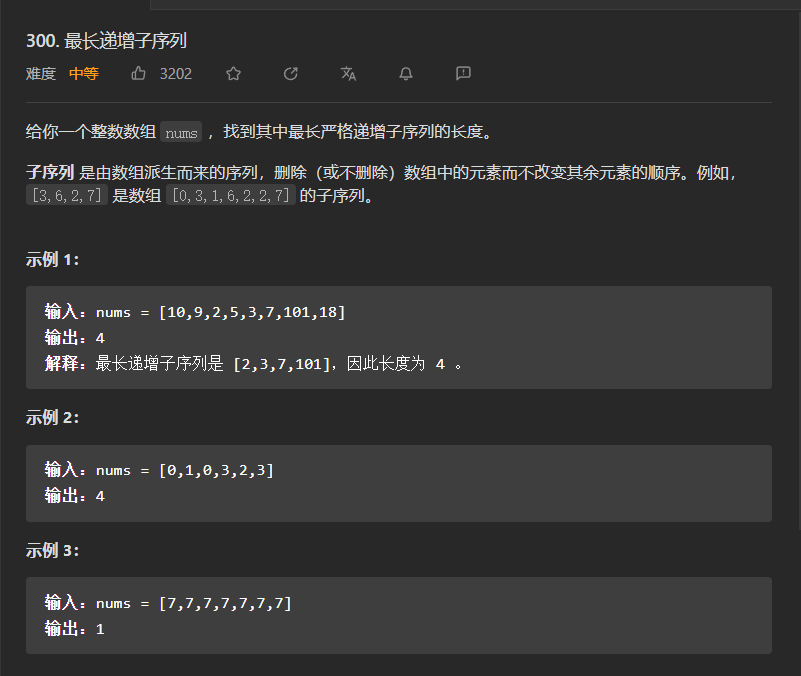 300. 最长递增子序列
难度 中等 3202
给你一个整数数组 nums ，找到其中最长严格递增子序列的长度。
子序列 是由数组派生而来的序列，删除（或不删除）数组中的元素而不改变其余元素的顺序。例如，
[3,6,2,7] 是数组 [0,3,1,6,2,2,7] 的子序列。
示例 1：
输入：nums = [10,9,2,5,3,7,101,18]
输出：4
解释：最长递增子序列是 [2,3,7,101]，因此长度为 4 。
示例 2：
输入：nums = [0,1,0,3,2,3]
输出：4
示例 3：
输入：nums = [7,7,7,7,7,7,7]
输出：1